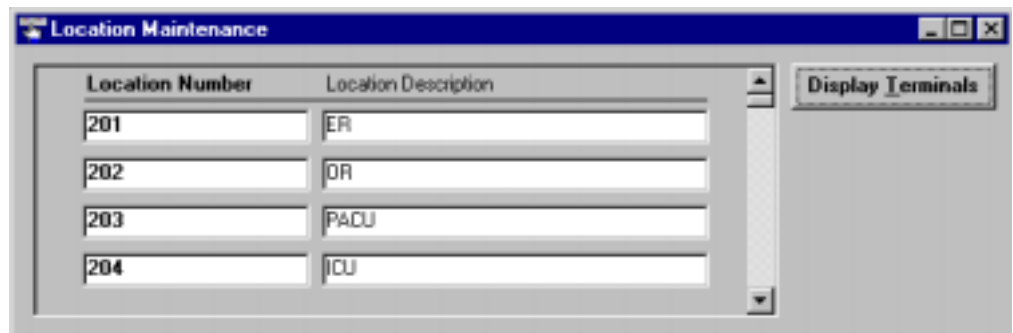 Location Maintenance
Location Number Location Description
Display Terminals
201 ER
202 OR
203 PACU
204 ICU